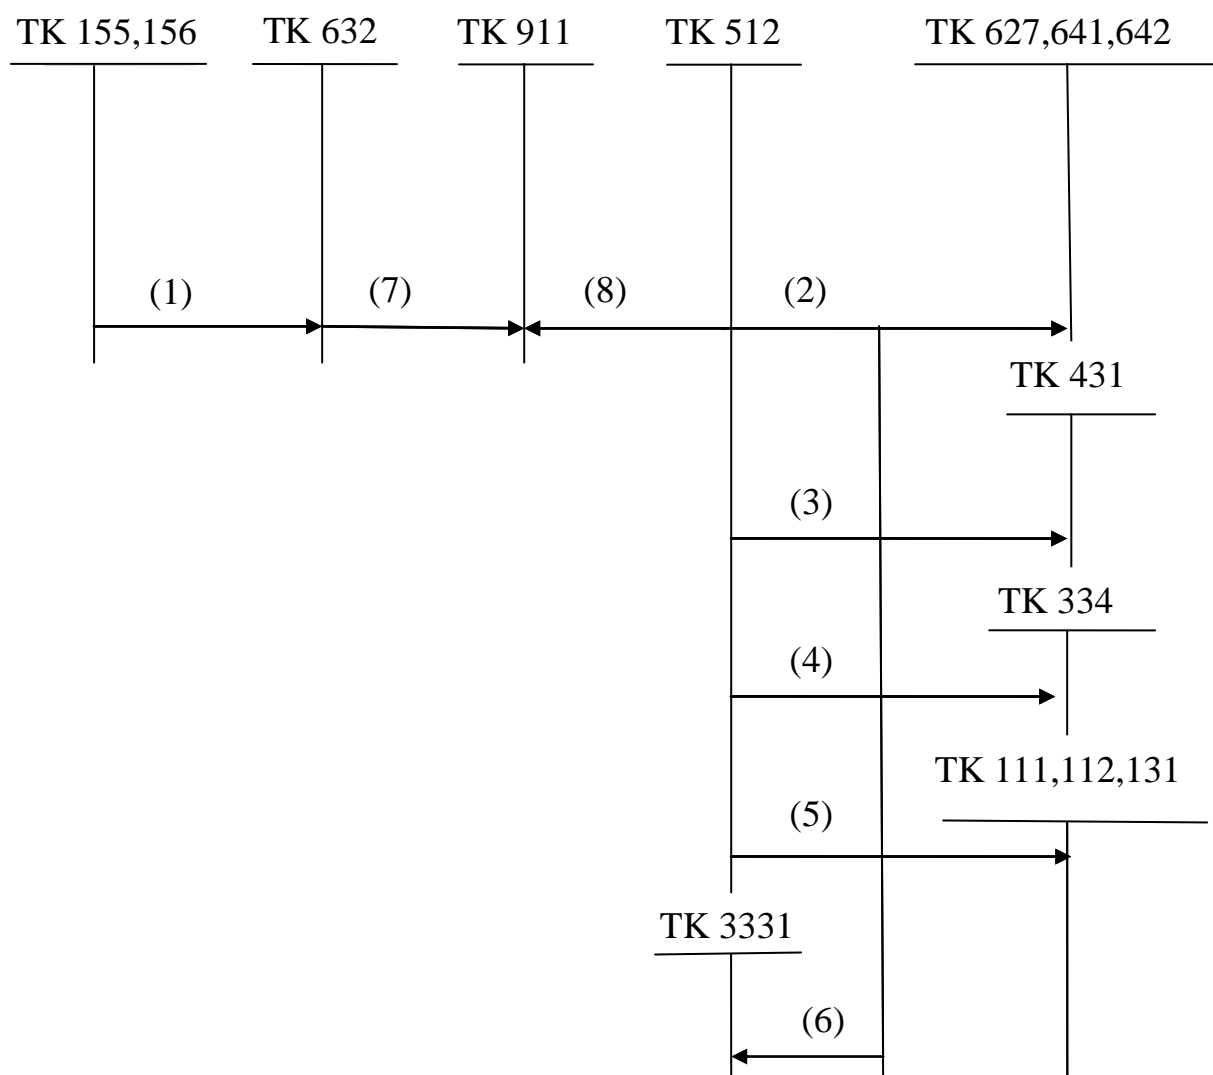 TK 155,156 TK 632 TK 911 TK 512 TK 627,641,642
(1) (7) (8) (2)
TK 431
(3)
TK 334
(4)
TK 111,112,131
(5)
TK 3331
(6)